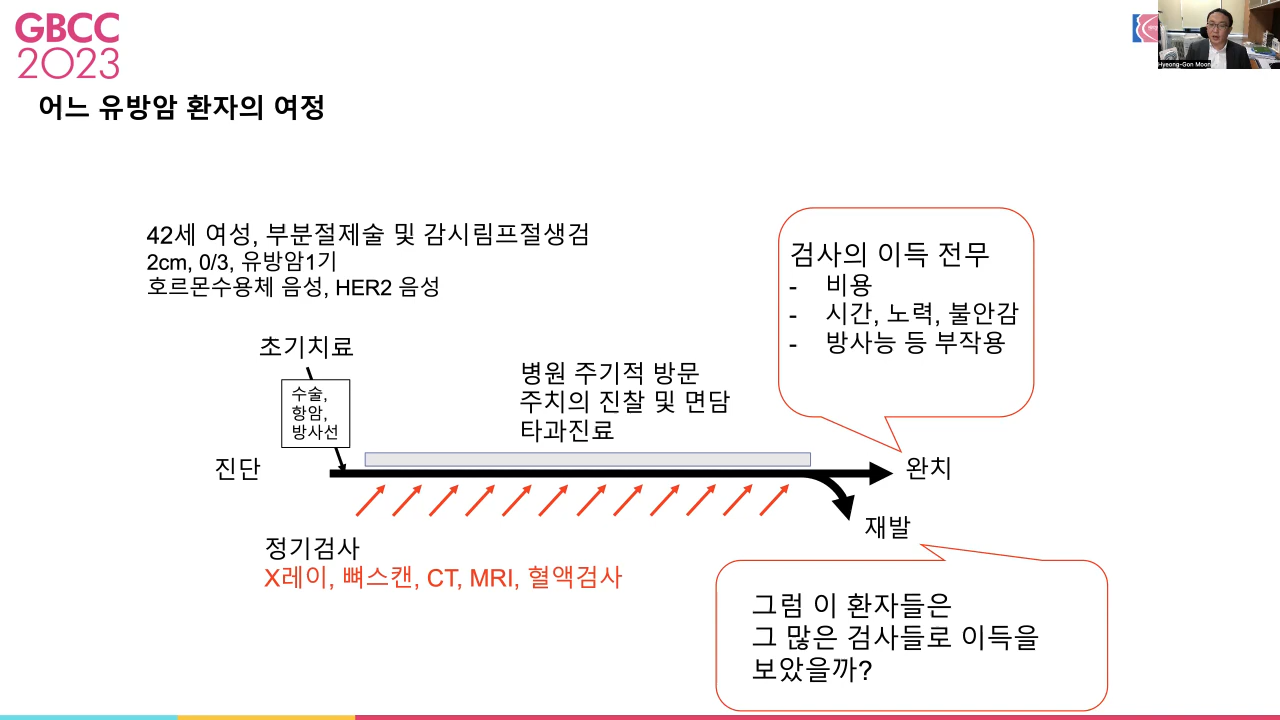 GBCC
2023
Hyeong-Gon Moon
어느 유방암 환자의 여정
42세 여성, 부분절제술 및 감시림프절생검
2cm, 0/3, 유방암1기
호르몬수용체 음성, HER2 음성
검사의 이득 전무
- 비용
- 시간, 노력, 불안감
- 방사능 등 부작용
초기치료
수술,
항암,
방사선
병원 주기적 방문
주치의 진찰 및 면담
타과진료
진단
완치
재발
정기검사
X레이, 뼈스캔, CT, MRI, 혈액검사
그럼 이 환자들은
그 많은 검사들로 이득을
보았을까?